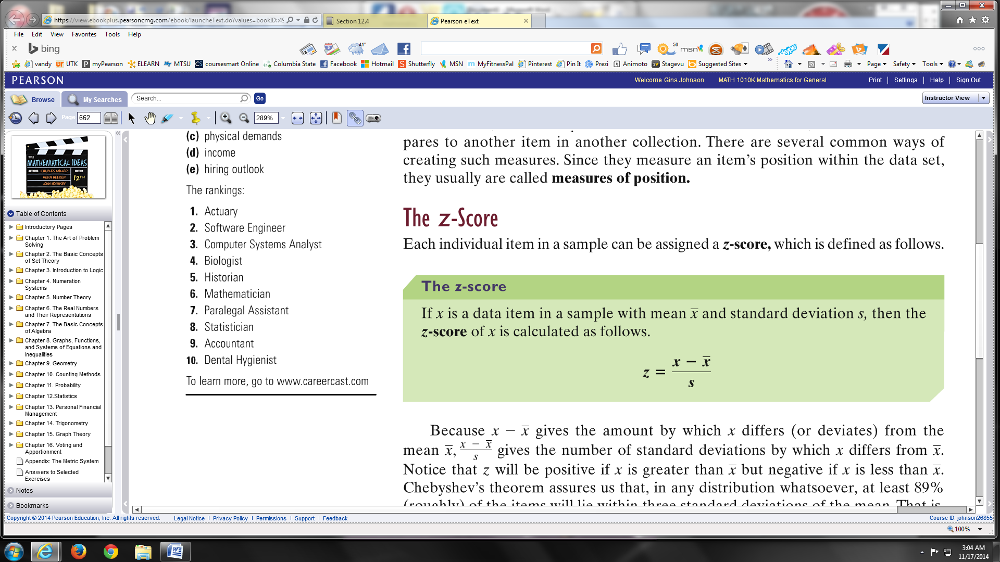 https://view.ebookplus.pearsoncmg.com/ebook/launcheText.do?values=bookID::49
Section 12.4
Pearson eText
File Edit View Favorites Tools Help
bing
41°
50
msn
skype
vandy UTK myPearson ELEARN MTSU coursesmart Online Columbia State Facebook Hotmail Shutterfly MSN MyFitnessPal Pinterest Pin It Prezi Animoto Stagevu Suggested Sites
Page Safety Tools
PEARSON
Welcome Gina Johnson MATH 1010K Mathematics for General Print Settings Help Sign Out
Browse My Searches Search... Go
Instructor View
Page 662 289%
TITLE
MATHEMATICAL IDEAS
AUTHORS CHARLES MILLER EDITION
VERN HEEREN 12TH
JOHN HORNSBY
Table of Contents
Introductory Pages
Chapter 1. The Art of Problem
Solving
Chapter 2. The Basic Concepts
of Set Theory
Chapter 3. Introduction to Logic
Chapter 4. Numeration
Systems
Chapter 5. Number Theory
Chapter 6. The Real Numbers
and Their Representations
Chapter 7. The Basic Concepts
of Algebra
Chapter 8. Graphs, Functions,
and Systems of Equations and
Inequalities
Chapter 9. Geometry
Chapter 10. Counting Methods
Chapter 11. Probability
Chapter 12.Statistics
Chapter 13. Personal Financial
Management
Chapter 14. Trigonometry
Chapter 15. Graph Theory
Chapter 16. Voting and
Apportionment
Appendix: The Metric System
Answers to Selected
Exercises
Notes
Bookmarks
(c) physical demands
(d) income
(e) hiring outlook
The rankings:
1. Actuary
2. Software Engineer
3. Computer Systems Analyst
4. Biologist
5. Historian
6. Mathematician
7. Paralegal Assistant
8. Statistician
9. Accountant
10. Dental Hygienist
To learn more, go to www.careercast.com
pares to another item in another collection. There are several common ways of
creating such measures. Since they measure an item's position within the data set,
they usually are called measures of position.
The z-Score
Each individual item in a sample can be assigned a z-score, which is defined as follows.
The z-score
If x is a data item in a sample with mean x̄ and standard deviation s, then the
z-score of x is calculated as follows.
z = (x − x̄)/s
Because x − x̄ gives the amount by which x differs (or deviates) from the
mean x̄, (x − x̄)/s gives the number of standard deviations by which x differs from x̄.
Notice that z will be positive if x is greater than x̄ but negative if x is less than x̄.
Chebyshev's theorem assures us that, in any distribution whatsoever, at least 89%
(roughly) of the items will lie within three standard deviations of the mean. That is,
Copyright © 2014 Pearson Education, Inc. All rights reserved. Legal Notice | Privacy Policy | Permissions | Support | Feedback
Course ID: johnson26855
100%
3:04 AM
11/17/2014